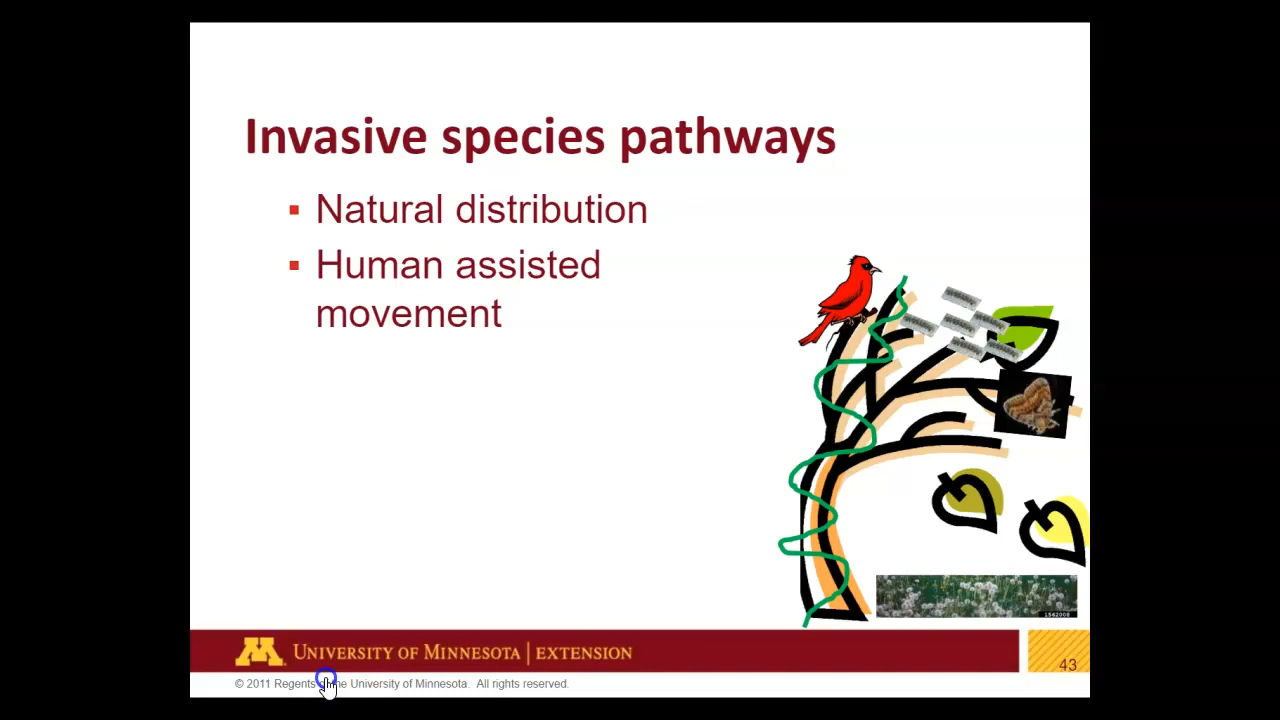 Invasive species pathways
▪ Natural distribution
▪ Human assisted
movement
1542008
M. UNIVERSITY OF MINNESOTA | EXTENSION
43
© 2011 Regents of the University of Minnesota. All rights reserved.